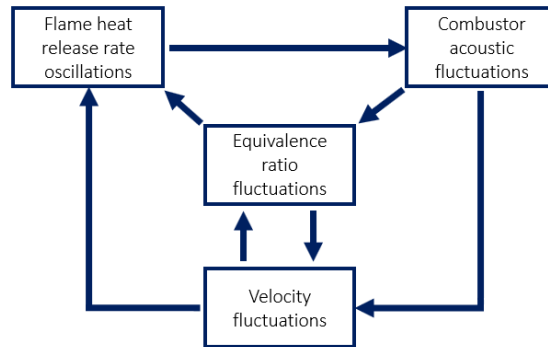 Flame heat
release rate
oscillations
Combustor
acoustic
fluctuations
Equivalence
ratio
fluctuations
Velocity
fluctuations